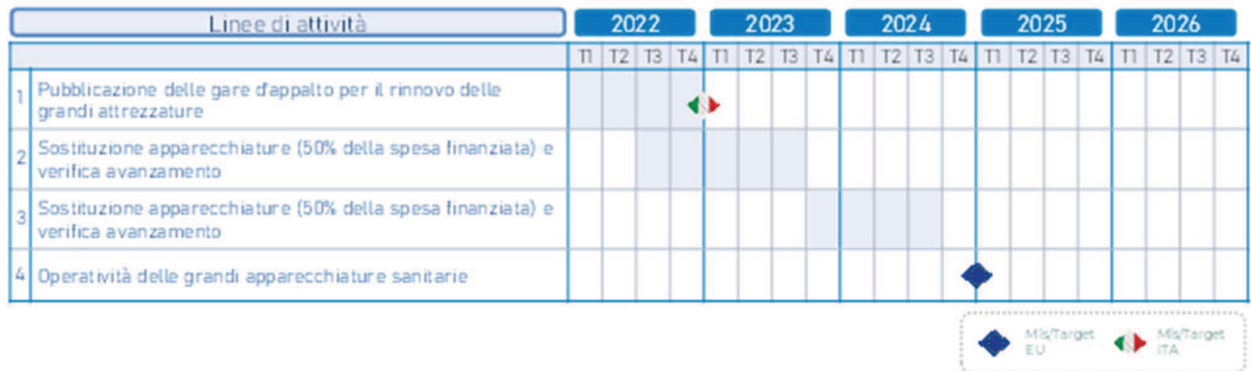 Linee di attività 2022 2023 2024 2025 2026
T1 T2 T3 T4 T1 T2 T3 T4 T1 T2 T3 T4 T1 T2 T3 T4 T1 T2 T3 T4
1 Pubblicazione delle gare d'appalto per il rinnovo delle
grandi attrezzature
2 Sostituzione apparecchiature (50% della spesa finanziata) e
verifica avanzamento
3 Sostituzione apparecchiature (50% della spesa finanziata) e
verifica avanzamento
4 Operatività delle grandi apparecchiature sanitarie
Mls/Target Mls/Target
EU ITA